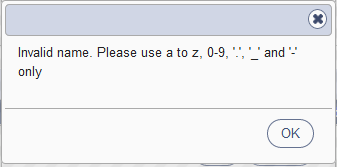 Invalid name. Please use a to z, 0-9, '.', '_' and '-'
only
OK